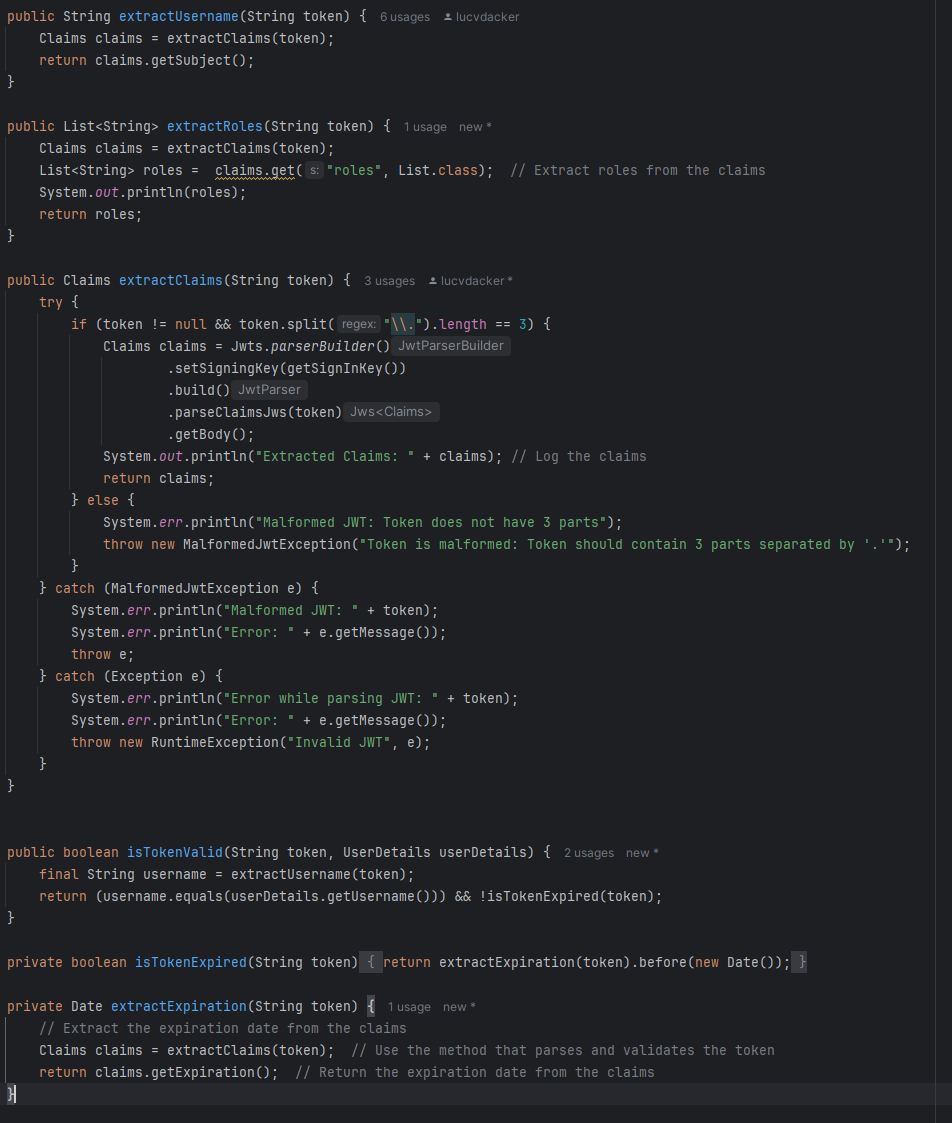 public String extractUsername(String token) {  6 usages  lucvdacker
    Claims claims = extractClaims(token);
    return claims.getSubject();
}

public List<String> extractRoles(String token) {  1 usage  new *
    Claims claims = extractClaims(token);
    List<String> roles =  claims.get( s: "roles", List.class);  // Extract roles from the claims
    System.out.println(roles);
    return roles;
}

public Claims extractClaims(String token) {  3 usages  lucvdacker *
    try {
        if (token != null && token.split( regex: "\\.").length == 3) {
            Claims claims = Jwts.parserBuilder() JwtParserBuilder
                    .setSigningKey(getSignInKey())
                    .build() JwtParser
                    .parseClaimsJws(token) Jws<Claims>
                    .getBody();
            System.out.println("Extracted Claims: " + claims); // Log the claims
            return claims;
        } else {
            System.err.println("Malformed JWT: Token does not have 3 parts");
            throw new MalformedJwtException("Token is malformed: Token should contain 3 parts separated by '.'");
        }
    } catch (MalformedJwtException e) {
        System.err.println("Malformed JWT: " + token);
        System.err.println("Error: " + e.getMessage());
        throw e;
    } catch (Exception e) {
        System.err.println("Error while parsing JWT: " + token);
        System.err.println("Error: " + e.getMessage());
        throw new RuntimeException("Invalid JWT", e);
    }
}

public boolean isTokenValid(String token, UserDetails userDetails) {  2 usages  new *
    final String username = extractUsername(token);
    return (username.equals(userDetails.getUsername())) && !isTokenExpired(token);
}

private boolean isTokenExpired(String token) { return extractExpiration(token).before(new Date()); }

private Date extractExpiration(String token) {  1 usage  new *
    // Extract the expiration date from the claims
    Claims claims = extractClaims(token);  // Use the method that parses and validates the token
    return claims.getExpiration();  // Return the expiration date from the claims
}